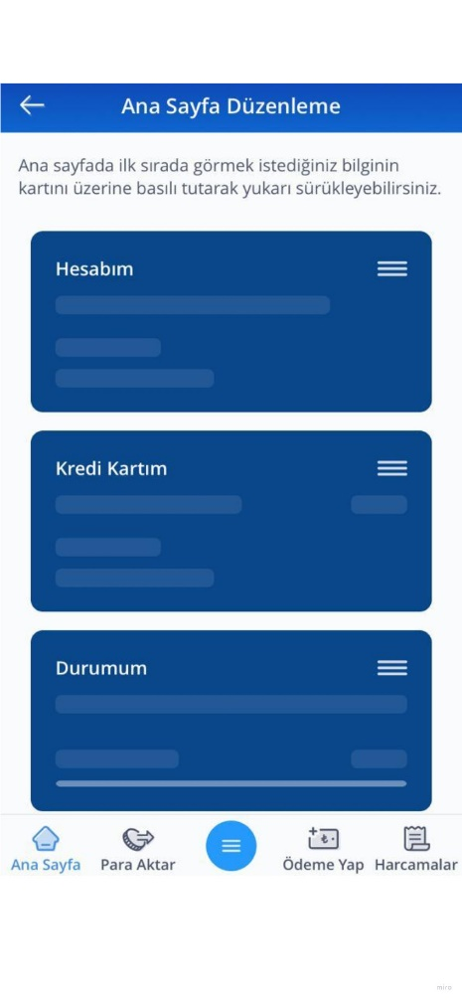 Ana Sayfa Düzenleme
Ana sayfada ilk sırada görmek istediğiniz bilginin
kartını üzerine basılı tutarak yukarı sürükleyebilirsiniz.
Hesabım
Kredi Kartım
Durumum
Ana Sayfa
Para Aktar
Ödeme Yap
Harcamalar
miro